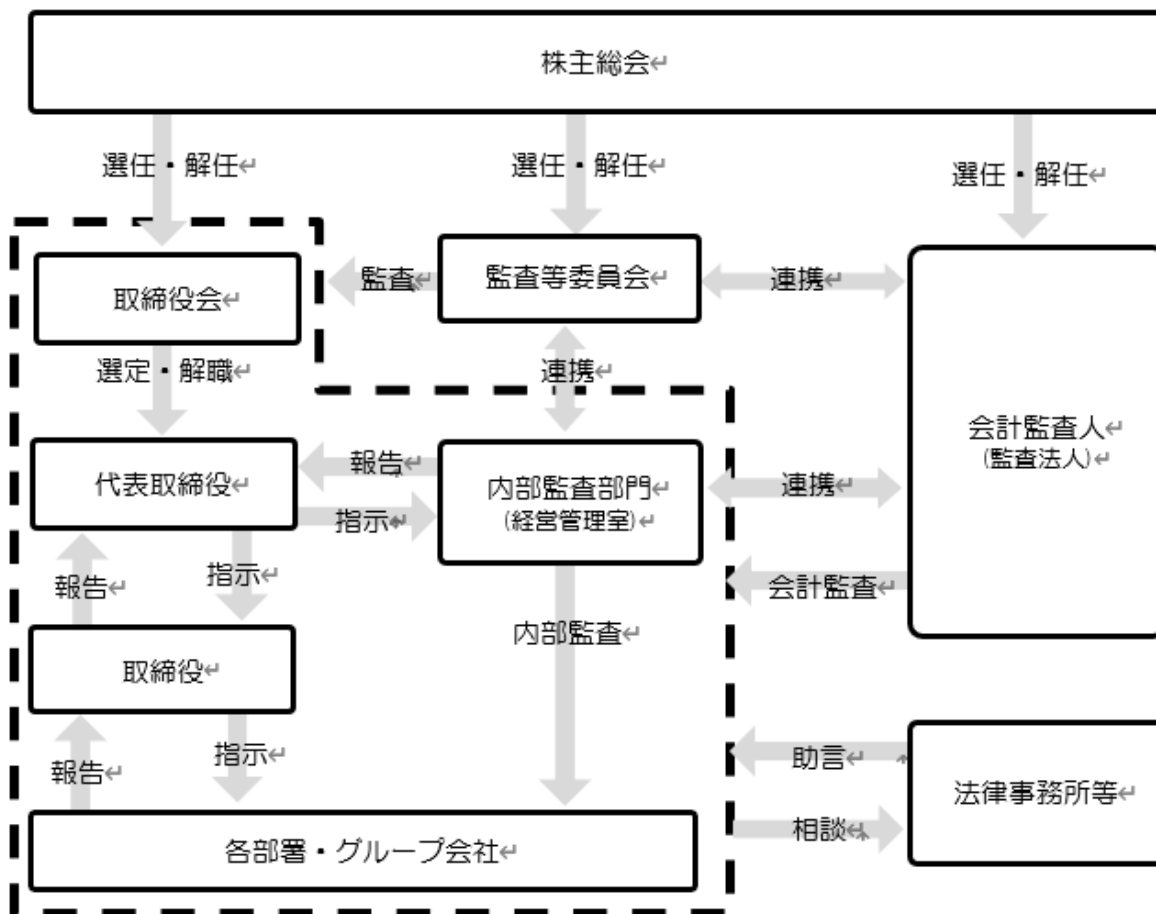 株主総会
選任・解任
選任・解任
選任・解任
取締役会
監査
監査等委員会
連携
選定・解職
連携
会計監査人
(監査法人)
代表取締役
報告
指示
内部監査部門
(経営管理室)
連携
報告
指示
会計監査
取締役
内部監査
報告
指示
助言
相談
法律事務所等
各部署・グループ会社